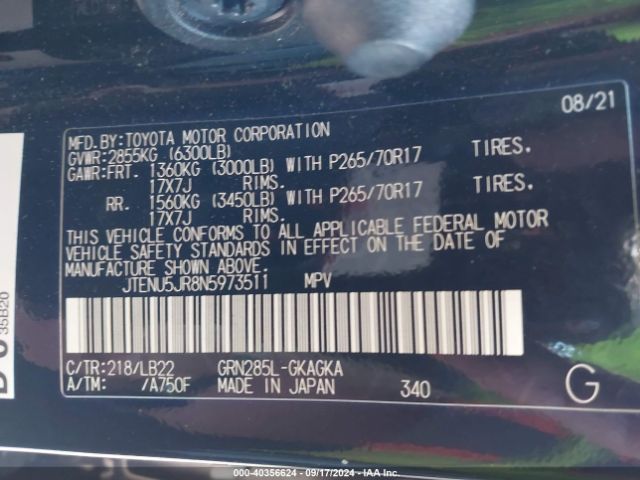 08/21
MFD.BY:TOYOTA MOTOR CORPORATION
GVWR:2855KG (6300LB)
GAWR:FRT. 1360KG (3000LB) WITH P265/70R17 TIRES.
17X7J RIMS.
RR. 1560KG (3450LB) WITH P265/70R17 TIRES.
17X7J RIMS.
THIS VEHICLE CONFORMS TO ALL APPLICABLE FEDERAL MOTOR
VEHICLE SAFETY STANDARDS IN EFFECT ON THE DATE OF
MANUFACTURE SHOWN ABOVE.
JTENU5JR8N5973511 MPV
C/TR:218/LB22 GRN285L-GKAGKA
A/TM: /A750F MADE IN JAPAN 340 G
35B20
000-40356624 - 09/17/2024 - IAA Inc.